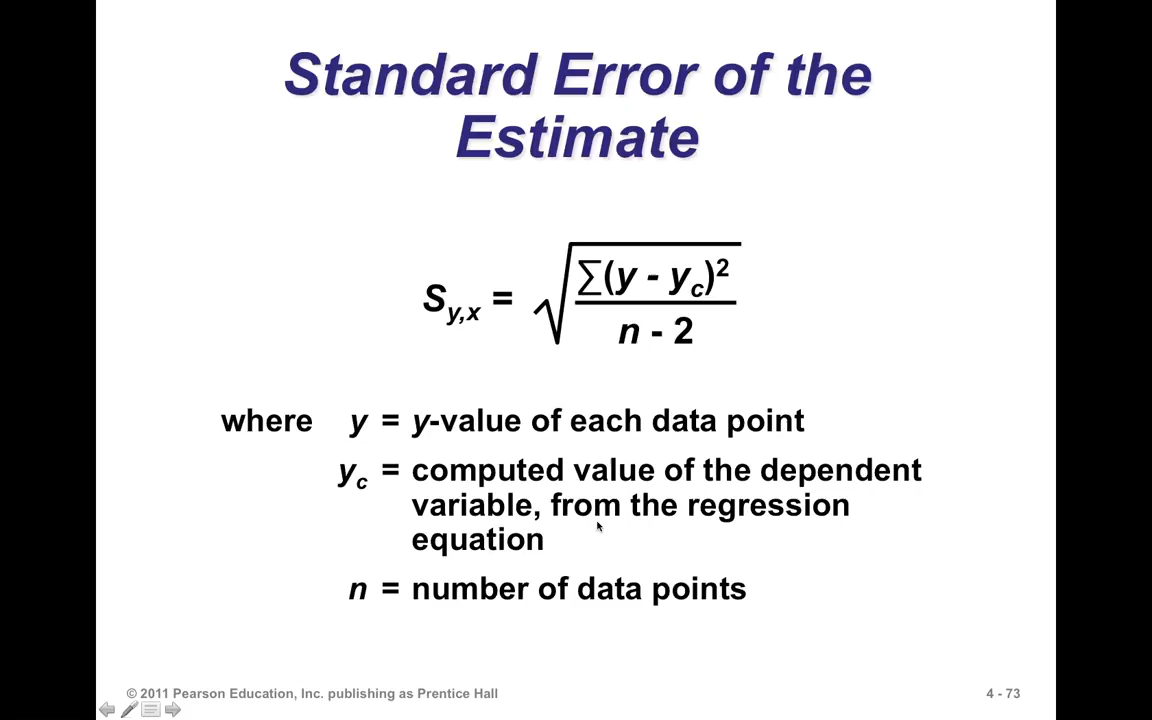 Standard Error of the
Estimate
S_{y,x} = √(∑(y - y_c)² / n - 2)
where y = y-value of each data point
y_c = computed value of the dependent
variable, from the regression
equation
n = number of data points
© 2011 Pearson Education, Inc. publishing as Prentice Hall 4 - 73